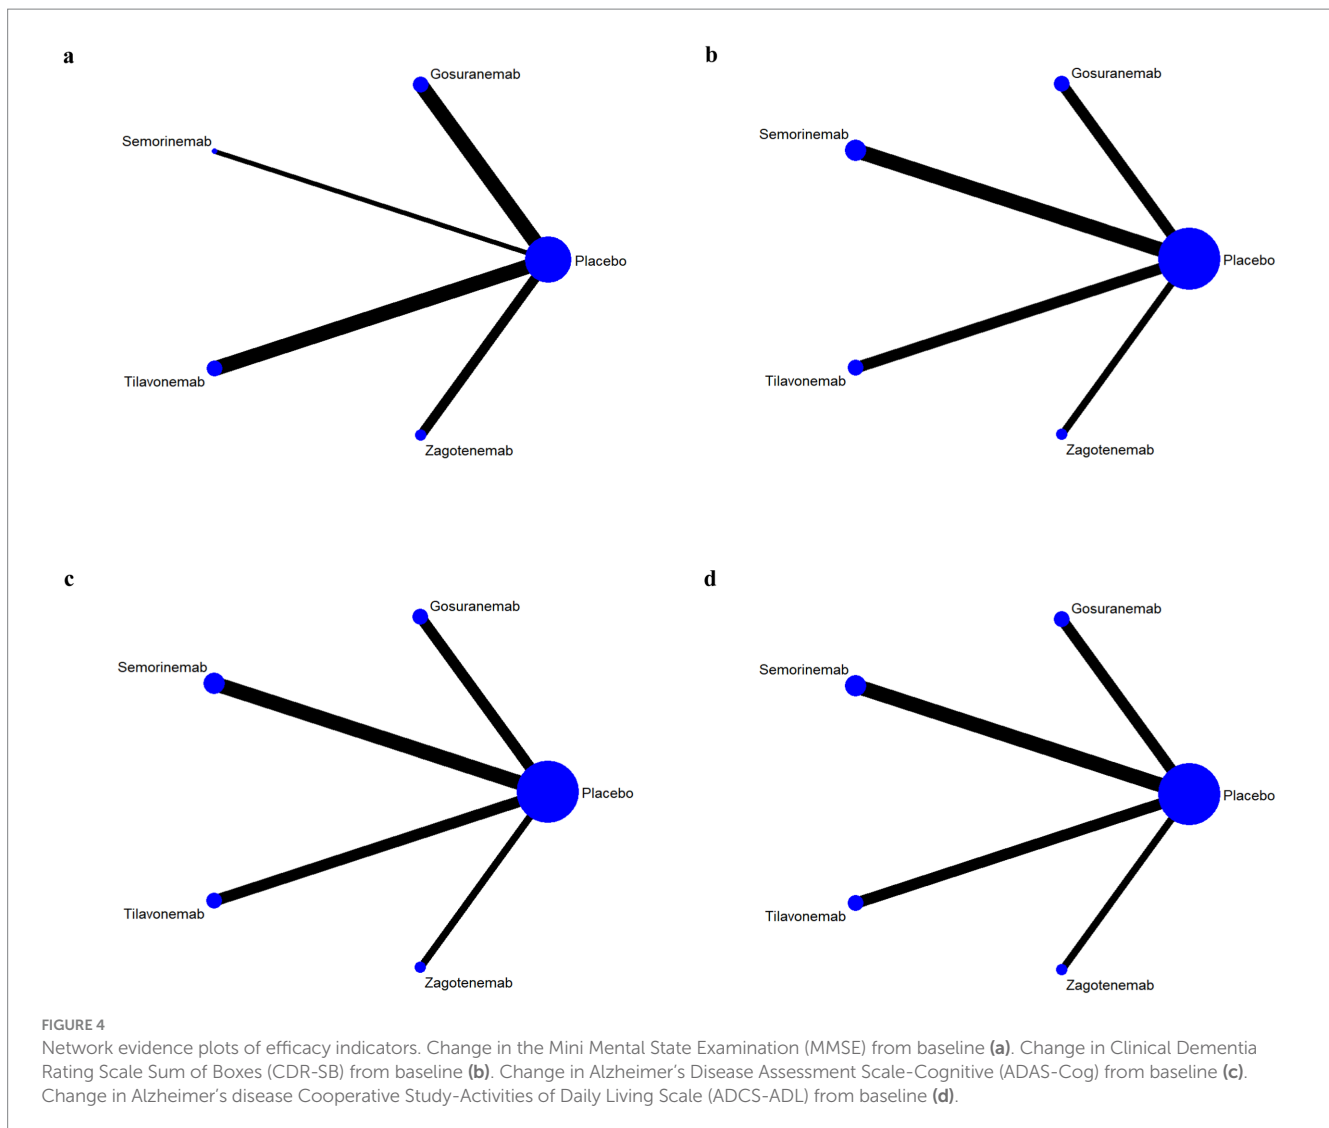 a
Gosuranemab
Semorinemab
Placebo
Tilavonemab
Zagotenemab
b
Gosuranemab
Semorinemab
Placebo
Tilavonemab
Zagotenemab
c
Gosuranemab
Semorinemab
Placebo
Tilavonemab
Zagotenemab
d
Gosuranemab
Semorinemab
Placebo
Tilavonemab
Zagotenemab
FIGURE 4
Network evidence plots of efficacy indicators. Change in the Mini Mental State Examination (MMSE) from baseline (a). Change in Clinical Dementia
Rating Scale Sum of Boxes (CDR-SB) from baseline (b). Change in Alzheimer's Disease Assessment Scale-Cognitive (ADAS-Cog) from baseline (c).
Change in Alzheimer's disease Cooperative Study-Activities of Daily Living Scale (ADCS-ADL) from baseline (d).